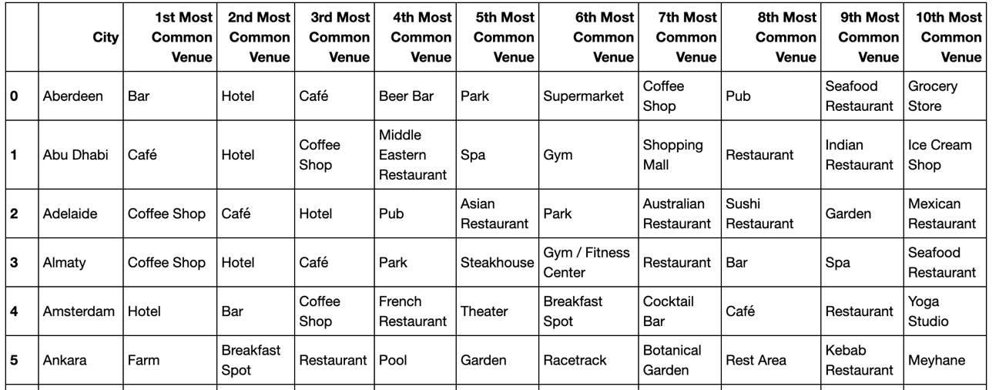 City 1st Most Common Venue 2nd Most Common Venue 3rd Most Common Venue 4th Most Common Venue 5th Most Common Venue 6th Most Common Venue 7th Most Common Venue 8th Most Common Venue 9th Most Common Venue 10th Most Common Venue
0 Aberdeen Bar Hotel Café Beer Bar Park Supermarket Coffee Shop Pub Seafood Restaurant Grocery Store
1 Abu Dhabi Café Hotel Coffee Shop Middle Eastern Restaurant Spa Gym Shopping Mall Restaurant Indian Restaurant Ice Cream Shop
2 Adelaide Coffee Shop Café Hotel Pub Asian Restaurant Park Australian Restaurant Sushi Restaurant Garden Mexican Restaurant
3 Almaty Coffee Shop Hotel Café Park Steakhouse Gym / Fitness Center Restaurant Bar Spa Seafood Restaurant
4 Amsterdam Hotel Bar Coffee Shop French Restaurant Theater Breakfast Spot Cocktail Bar Café Restaurant Yoga Studio
5 Ankara Farm Breakfast Spot Restaurant Pool Garden Racetrack Botanical Garden Rest Area Kebab Restaurant Meyhane